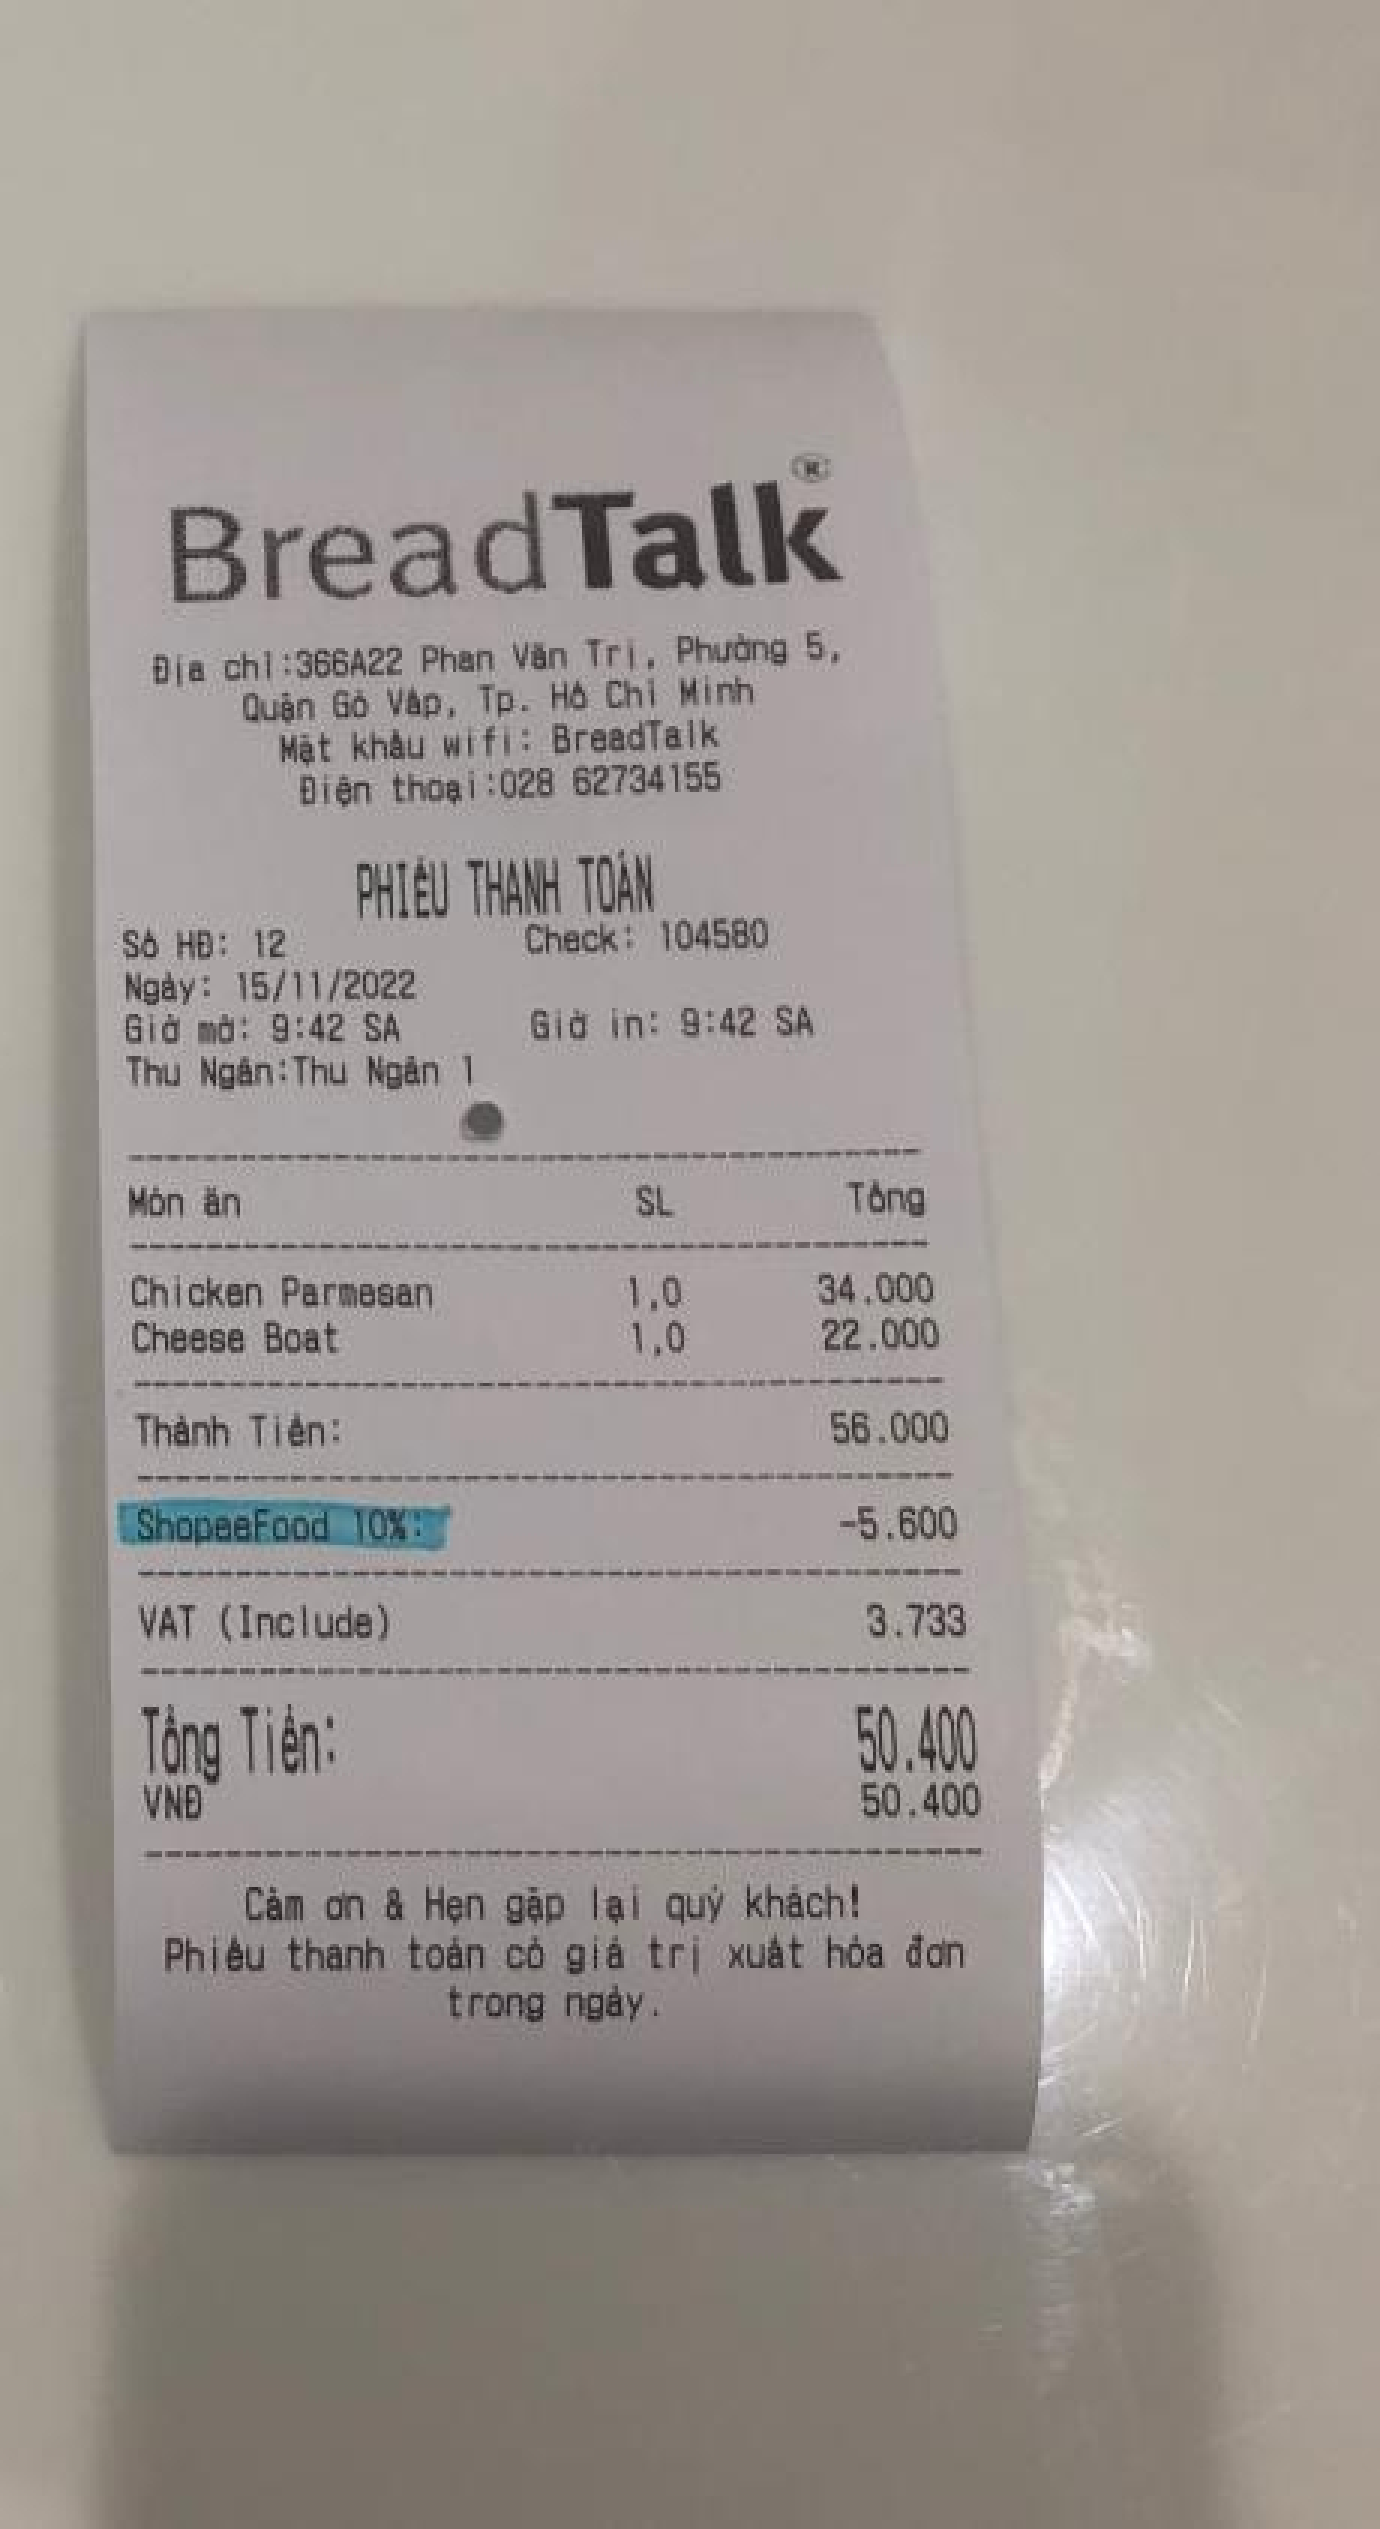 BreadTalk®
Địa chỉ:366A22 Phan Văn Trị, Phường 5,
Quận Gò Vấp, Tp. Hồ Chí Minh
Mật khẩu wifi: BreadTalk
Điện thoại:028 62734155
PHIẾU THANH TOÁN
Số HĐ: 12 Check: 104580
Ngày: 15/11/2022
Giờ mở: 9:42 SA Giờ in: 9:42 SA
Thu Ngân:Thu Ngân 1
Món ăn SL Tổng
Chicken Parmesan 1,0 34.000
Cheese Boat 1,0 22.000
Thành Tiền: 56.000
ShopeeFood 10%: -5.600
VAT (Include) 3.733
Tổng Tiền: 50.400
VNĐ 50.400
Cảm ơn & Hẹn gặp lại quý khách!
Phiếu thanh toán có giá trị xuất hóa đơn
trong ngày.